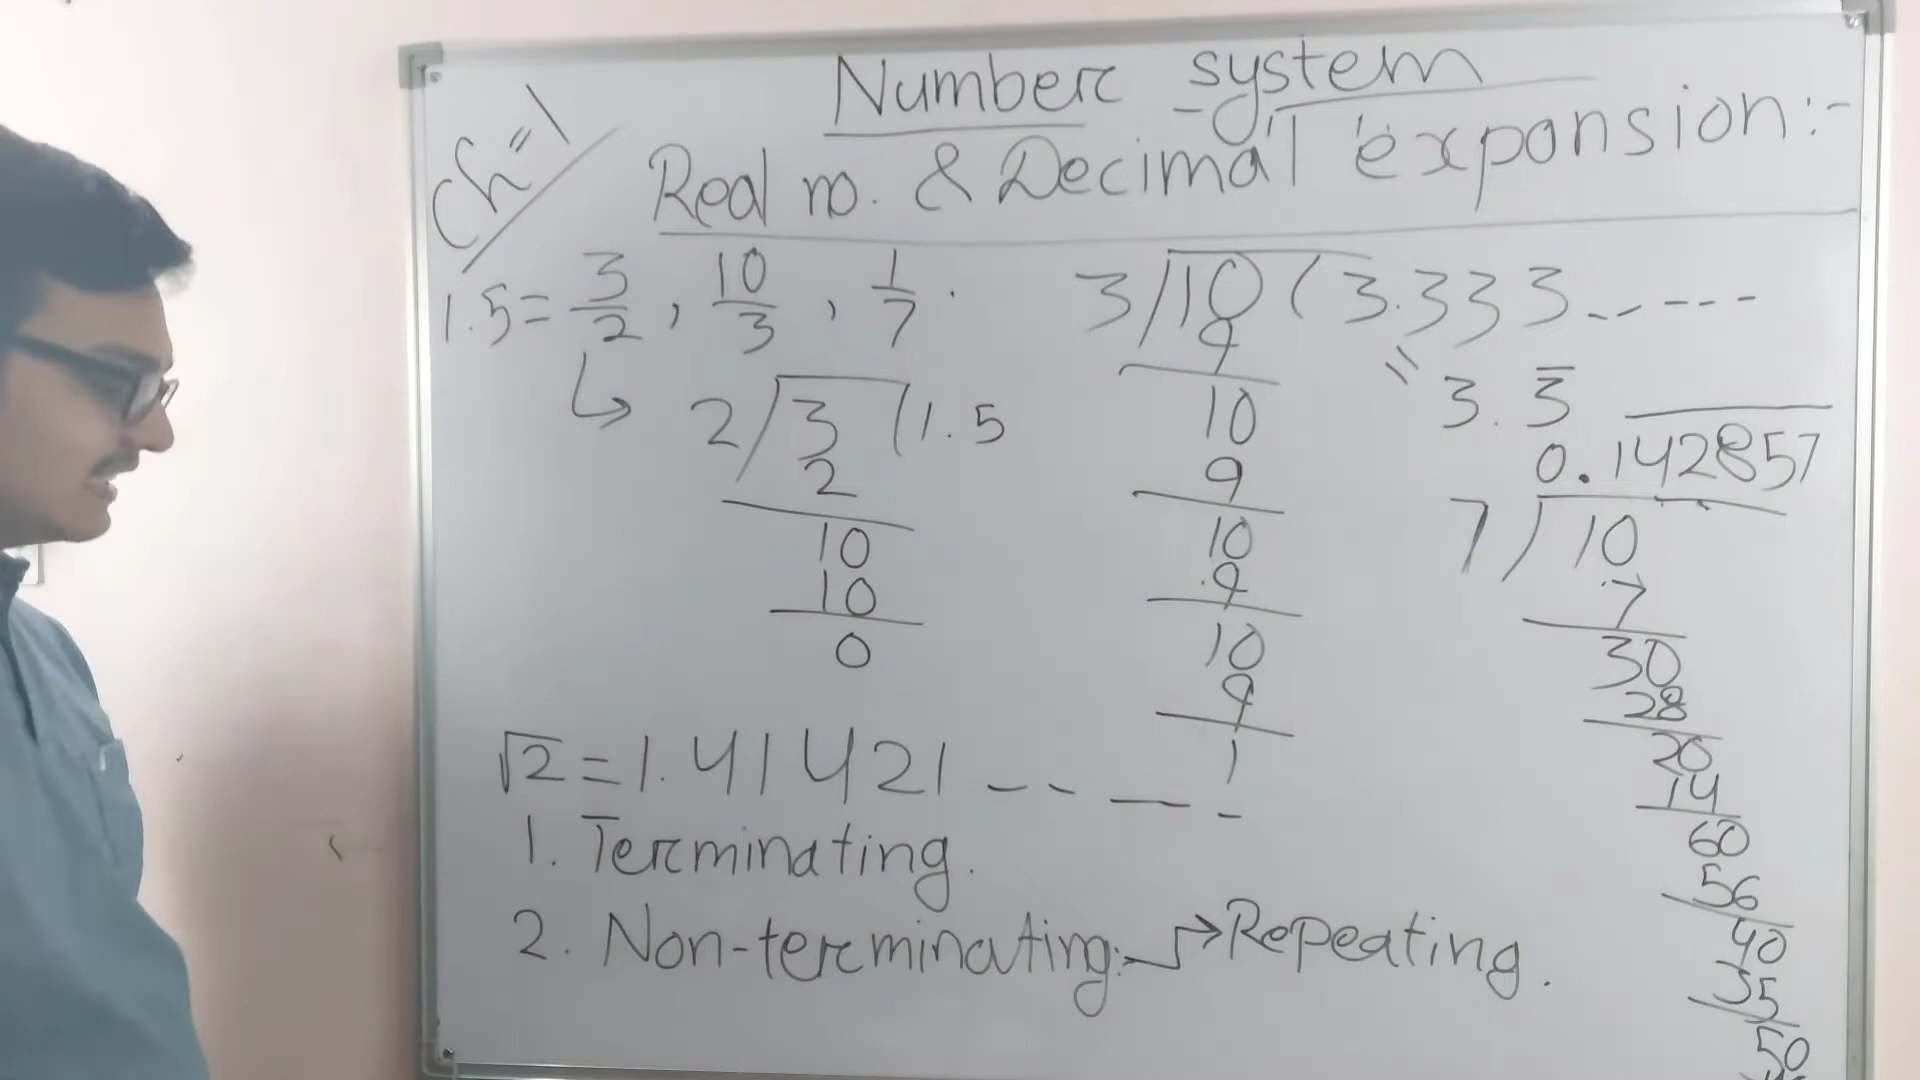 Ch=1
Number system
Real no. & Decimal expansion:-
1.5 = 3/2 , 10/3 , 1/7 .
2 / 3 ( 1.5
2
10
10
0
3 / 10 ( 3.333 -----
= 3.3̅
9
10
9
10
9
10
9
1
0.142857
7 ) 10
7
30
28
20
14
60
56
40
35
50
√2 = 1.41421 -----
1. Terminating.
2. Non-terminating: → Repeating.